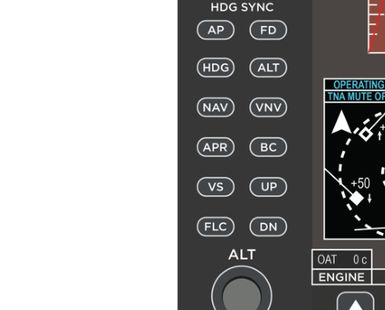 HDG SYNC
AP FD
HDG ALT
NAV VNV
APR BC
VS UP
FLC DN
ALT
OPERATING
TNA MUTE
+50
OAT 0 c
ENGINE